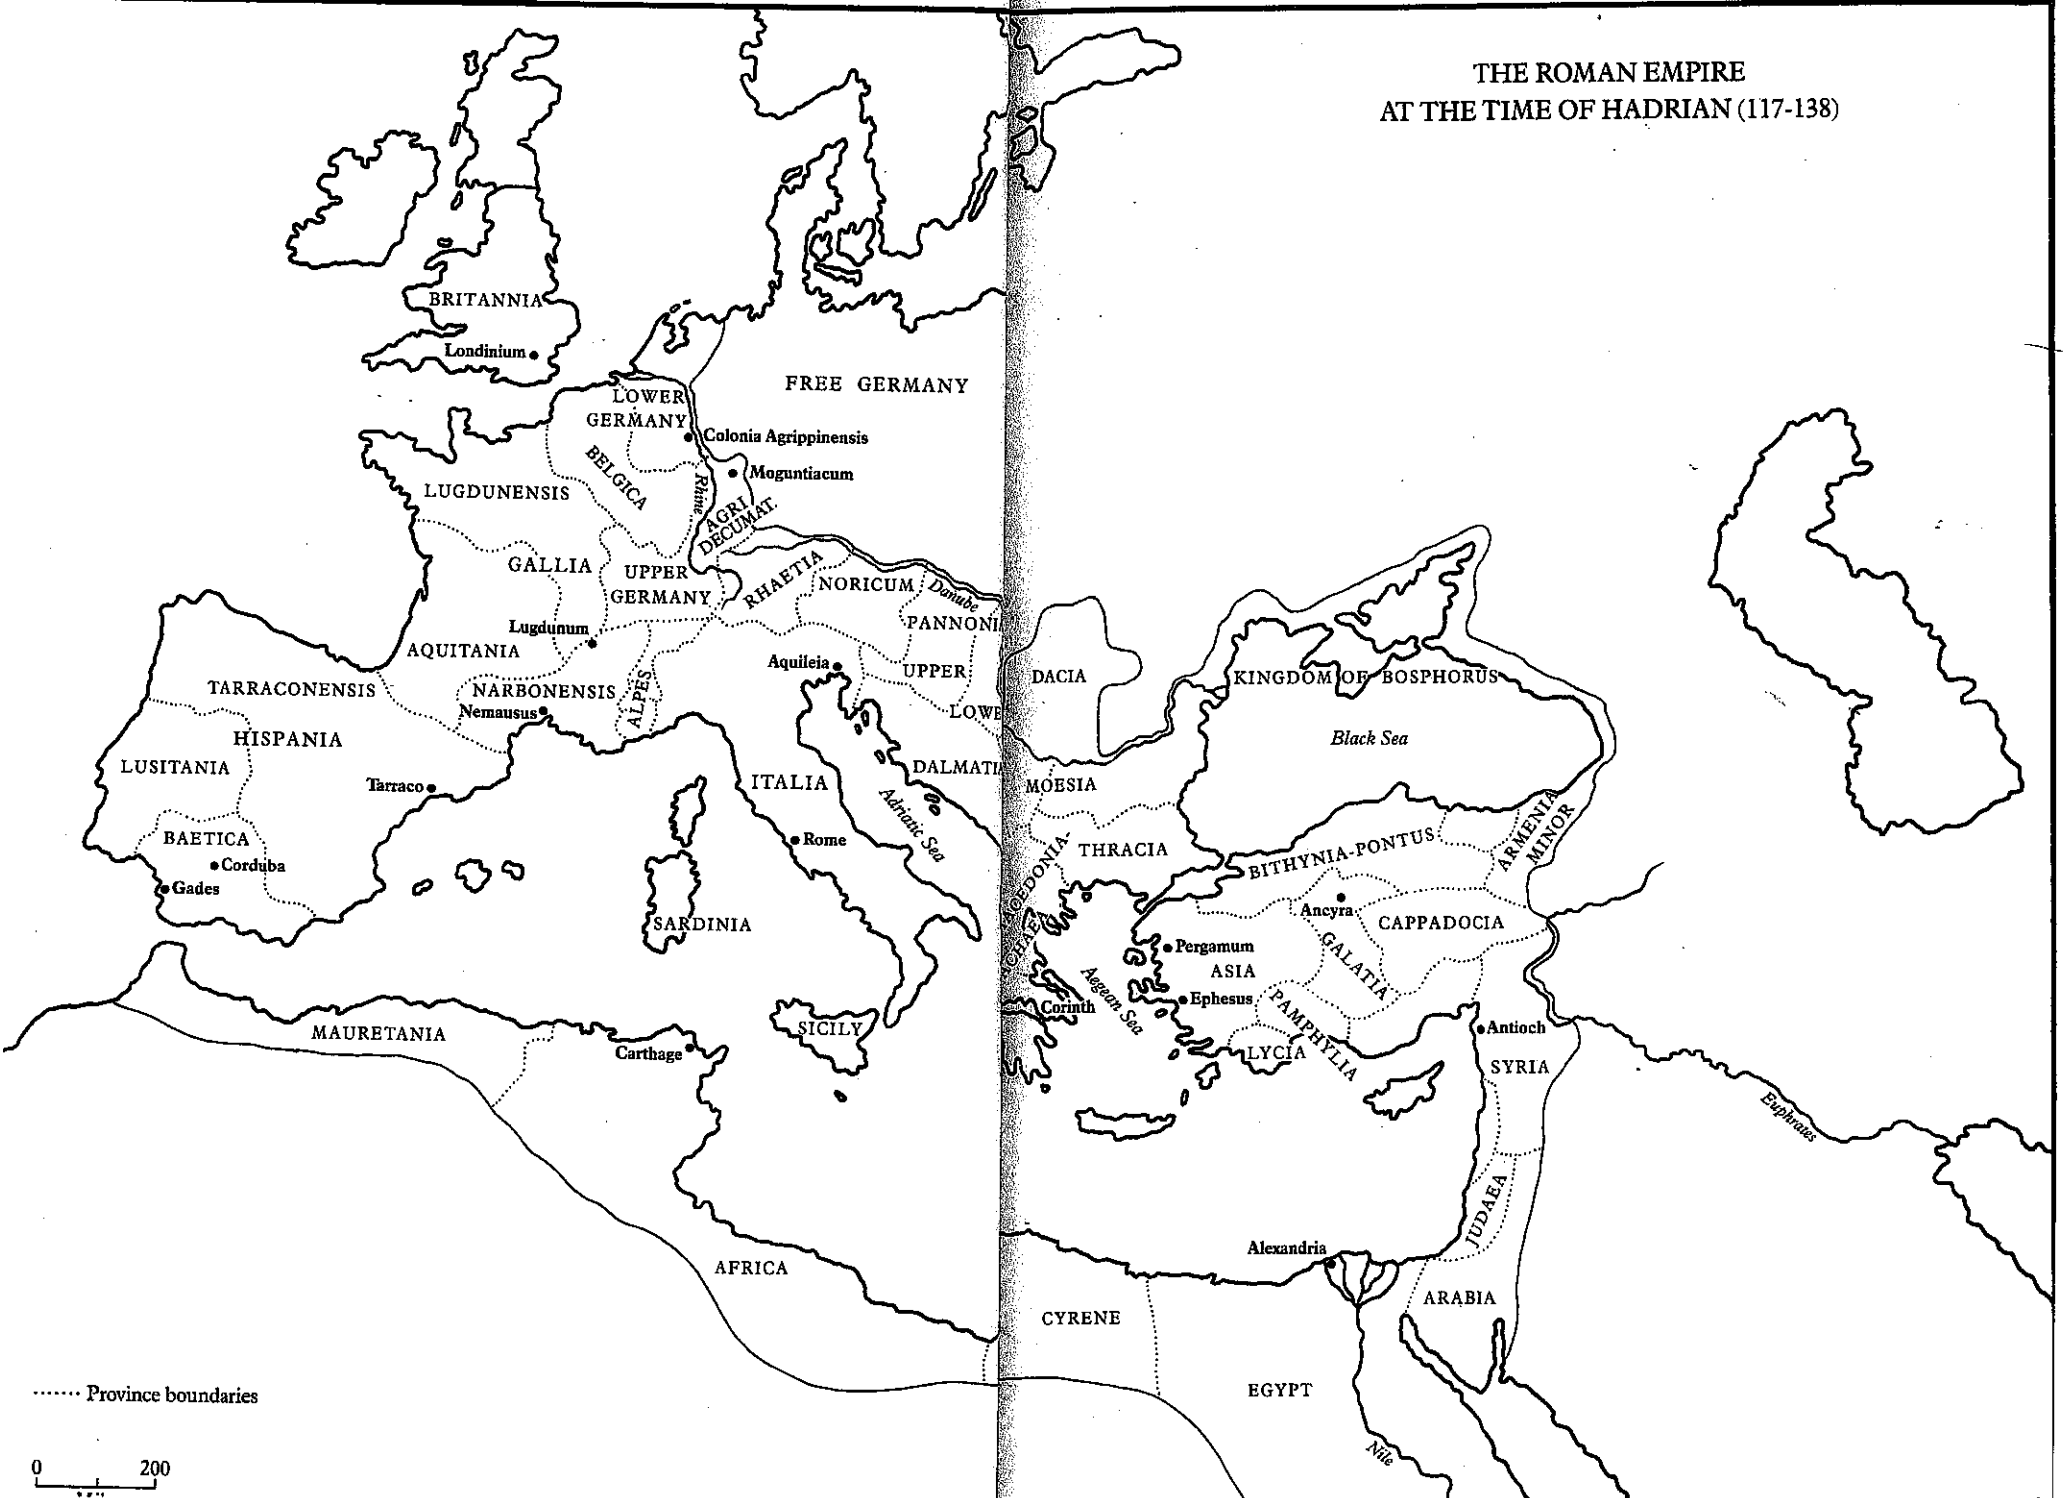 THE ROMAN EMPIRE
AT THE TIME OF HADRIAN (117-138)
BRITANNIA
Londinium
FREE GERMANY
LOWER
GERMANY
Colonia Agrippinensis
BELGICA
Moguntiacum
Rhine
LUGDUNENSIS
AGRI
DECUMAT.
GALLIA
UPPER
GERMANY
RHAETIA
NORICUM
Danube
PANNONI
Lugdunum
AQUITANIA
Aquileia
UPPER
DACIA
KINGDOM OF BOSPHORUS
TARRACONENSIS
NARBONENSIS
ALPES
Nemausus
LOWE
HISPANIA
Black Sea
LUSITANIA
Tarraco
ITALIA
DALMATI
MOESIA
Adriatic Sea
ARMENIA
MINOR
BAETICA
Corduba
Gades
Rome
THRACIA
BITHYNIA-PONTUS
ACEDONIA-
CHAEA
Ancyra
CAPPADOCIA
SARDINIA
Pergamum
ASIA
GALATIA
Aegean Sea
Ephesus
PAMPHYLIA
Corinth
MAURETANIA
Carthage
SICILY
LYCIA
Antioch
SYRIA
Euphrates
JUDAEA
Alexandria
AFRICA
ARABIA
CYRENE
EGYPT
Nile
Province boundaries
0 200